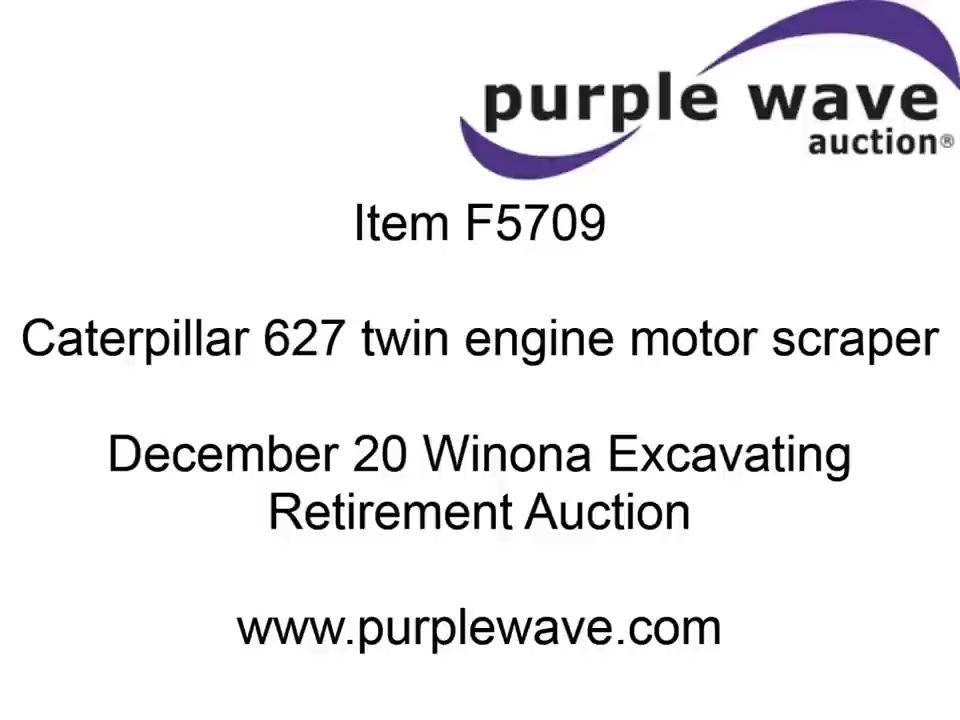 purple wave
auction®
Item F5709
Caterpillar 627 twin engine motor scraper
December 20 Winona Excavating
Retirement Auction
www.purplewave.com